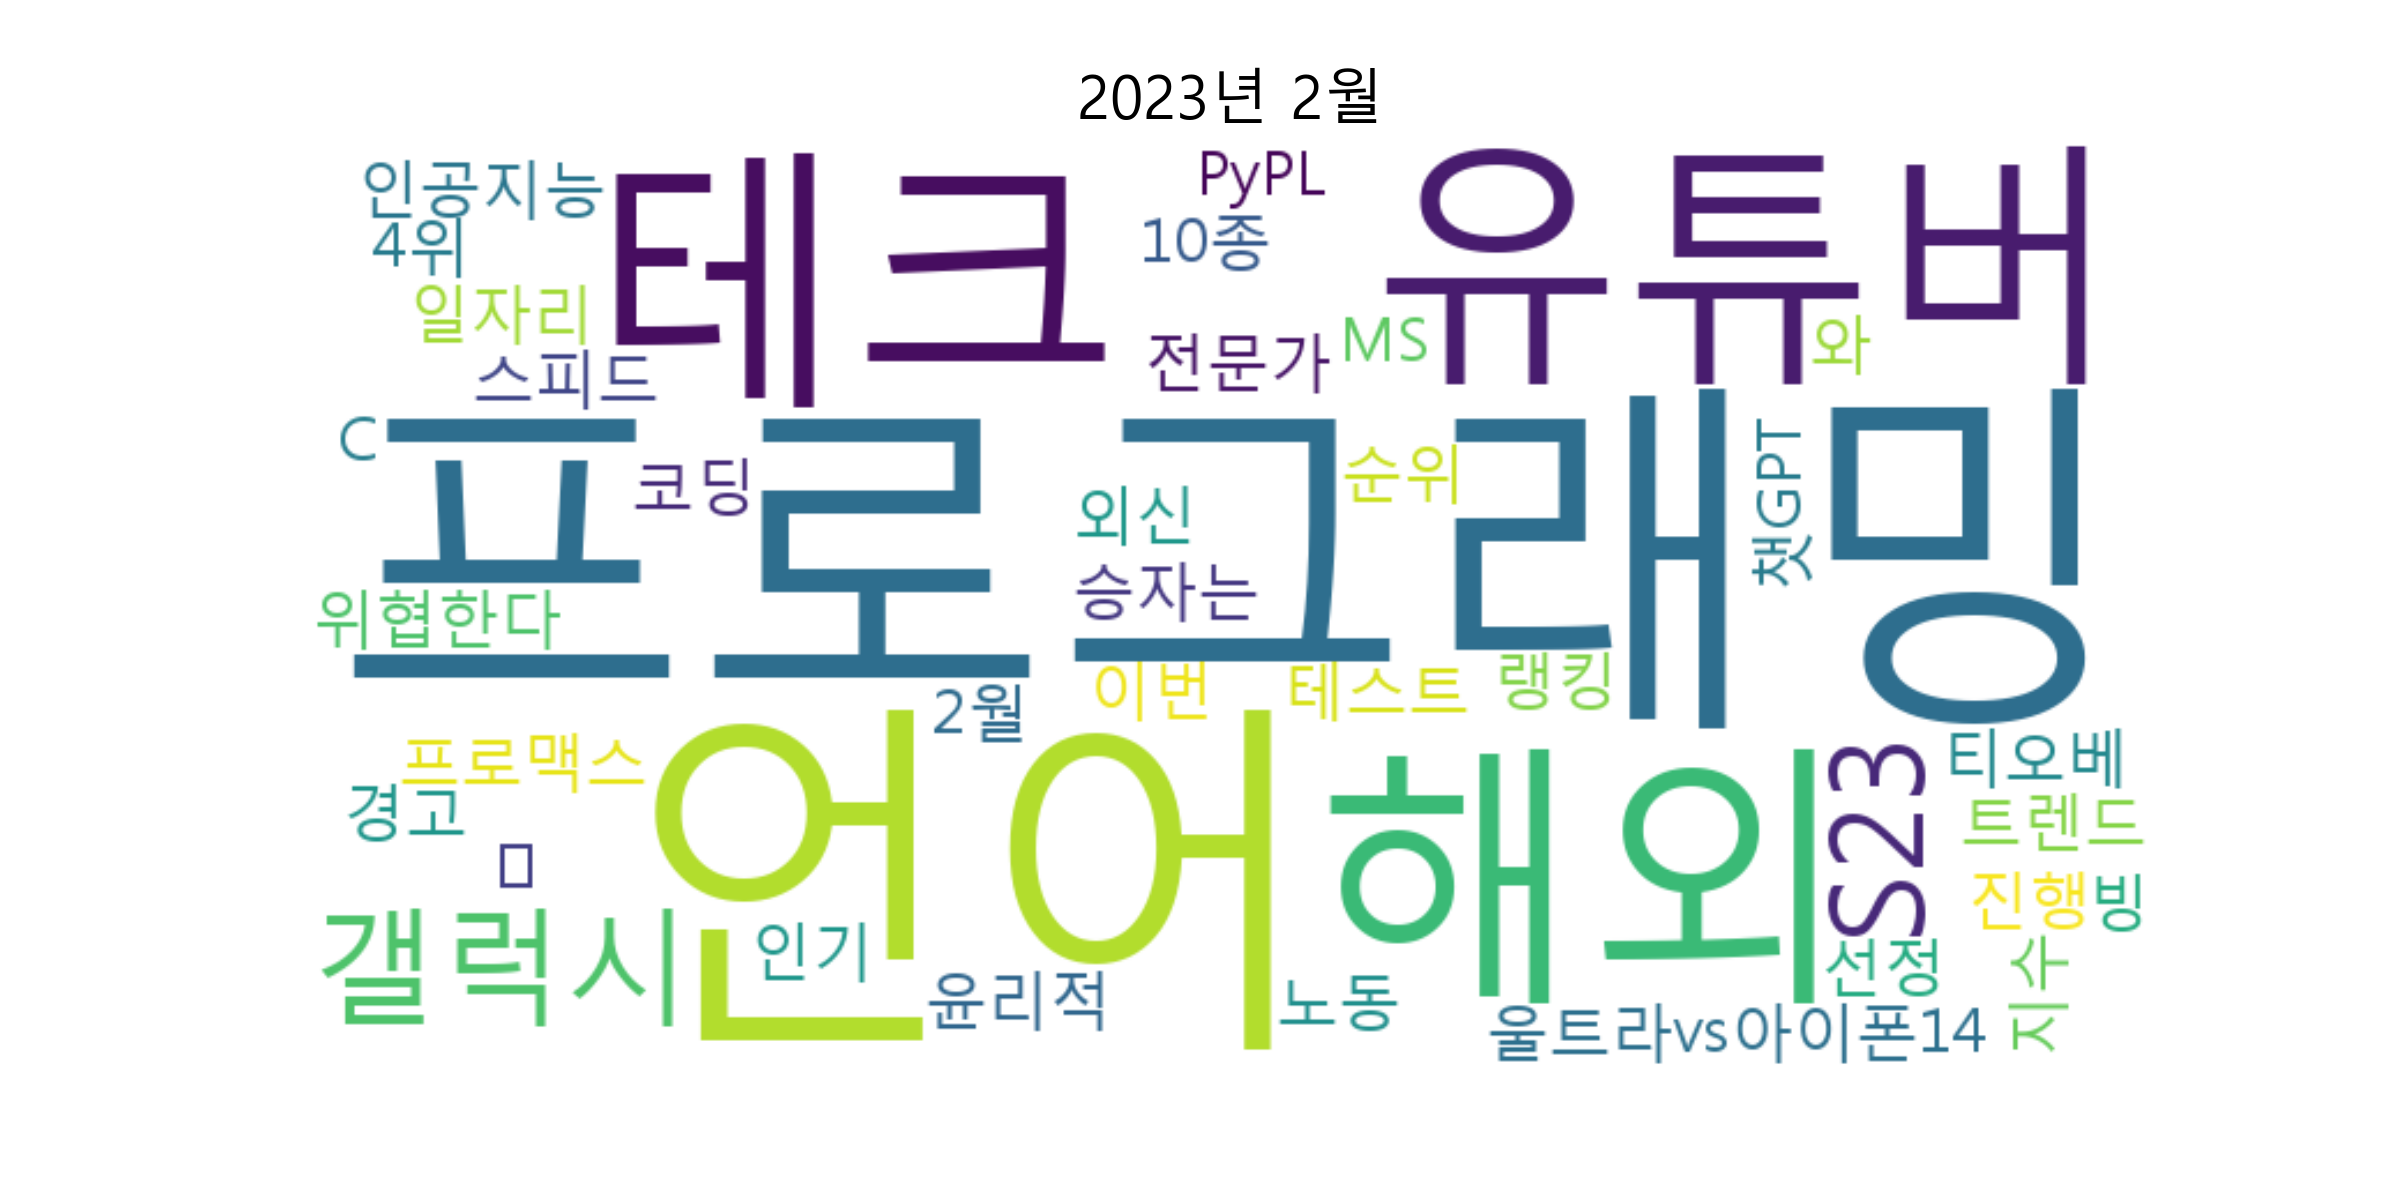 2023년 2월
인공지능
테크
PyPL
유튜버
4위
10종
일자리
전문가
MS
와
스피드
C
프로그래밍
코딩
순위
챗GPT
외신
승자는
위협한다
이번
테스트
랭킹
2월
프로맥스
언어
해외
S23
티오베
경고
트렌드
진행
빙
갤럭시
인기
선정
지수
윤리적
노동
울트라vs아이폰14